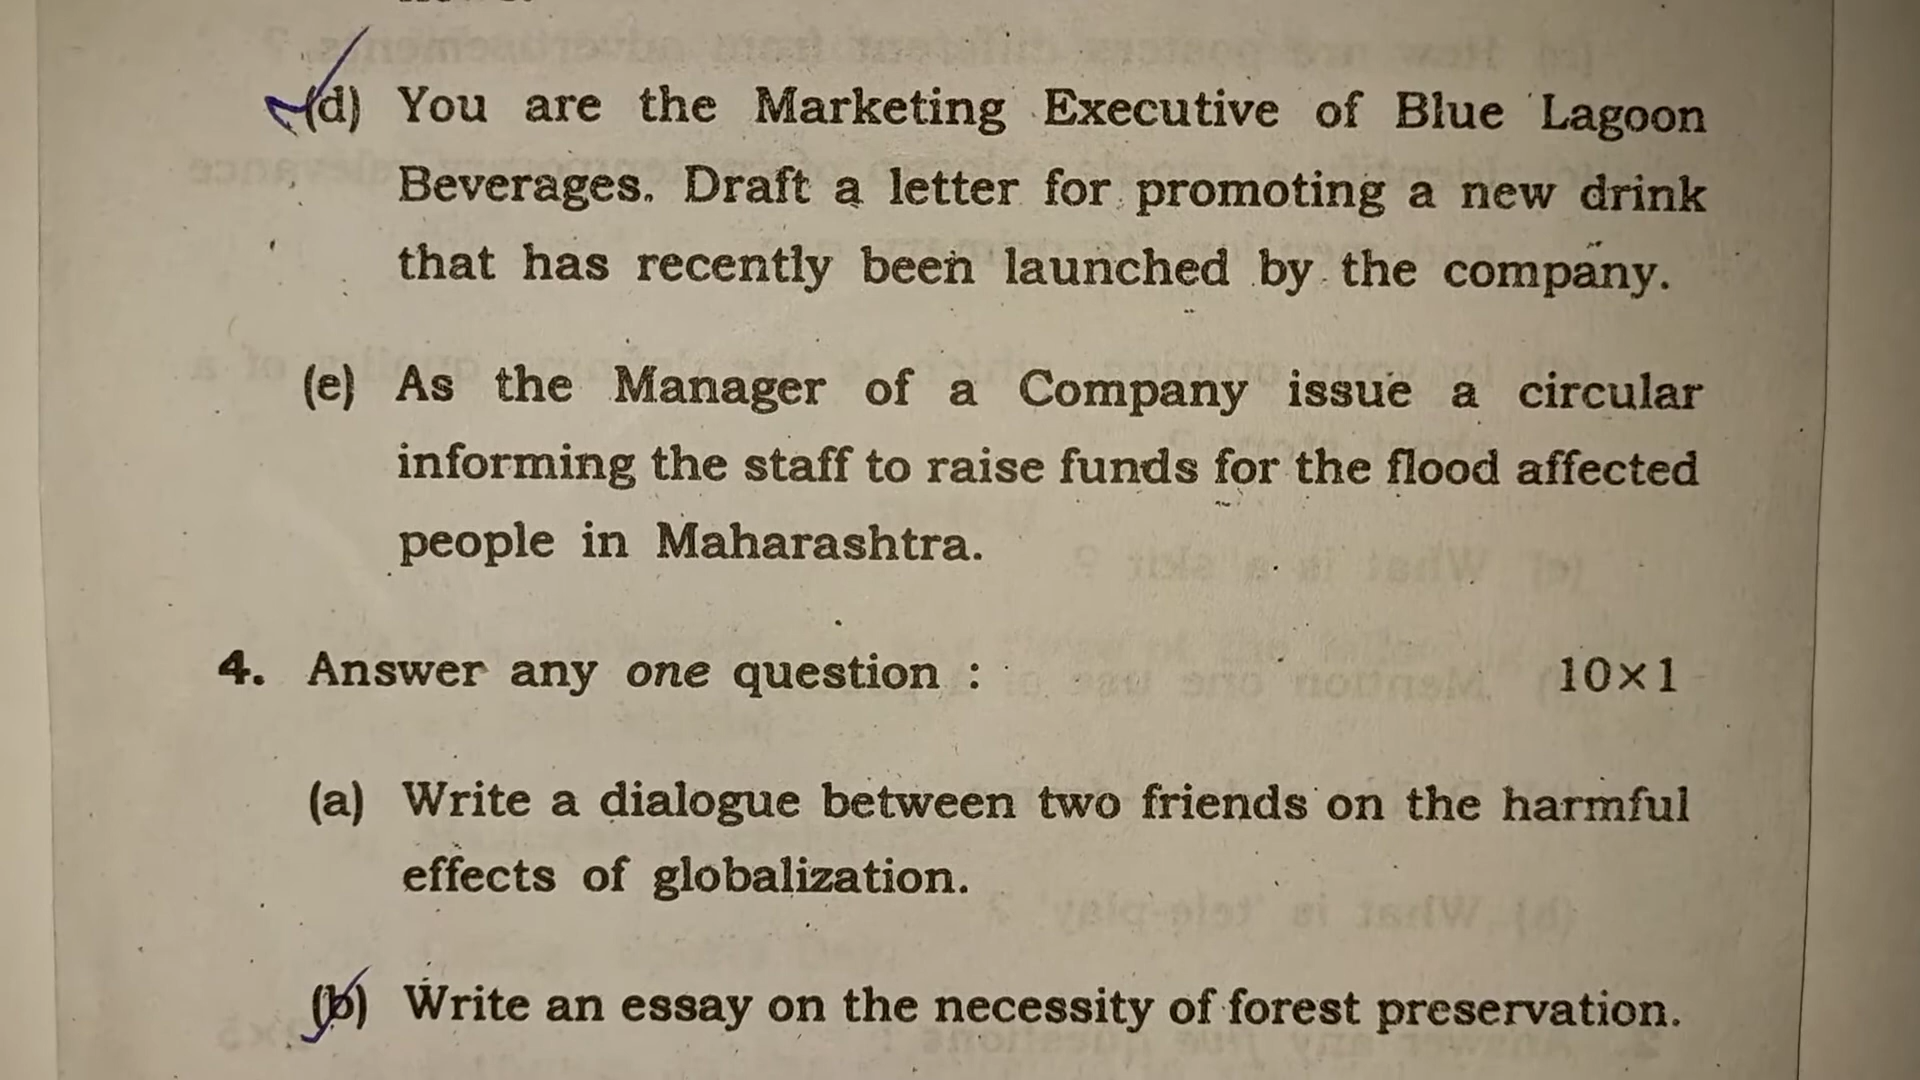 (d) You are the Marketing Executive of Blue Lagoon
Beverages. Draft a letter for promoting a new drink
that has recently been launched by the company.
(e) As the Manager of a Company issue a circular
informing the staff to raise funds for the flood affected
people in Maharashtra.
4. Answer any one question : 10×1
(a) Write a dialogue between two friends on the harmful
effects of globalization.
(b) Write an essay on the necessity of forest preservation.